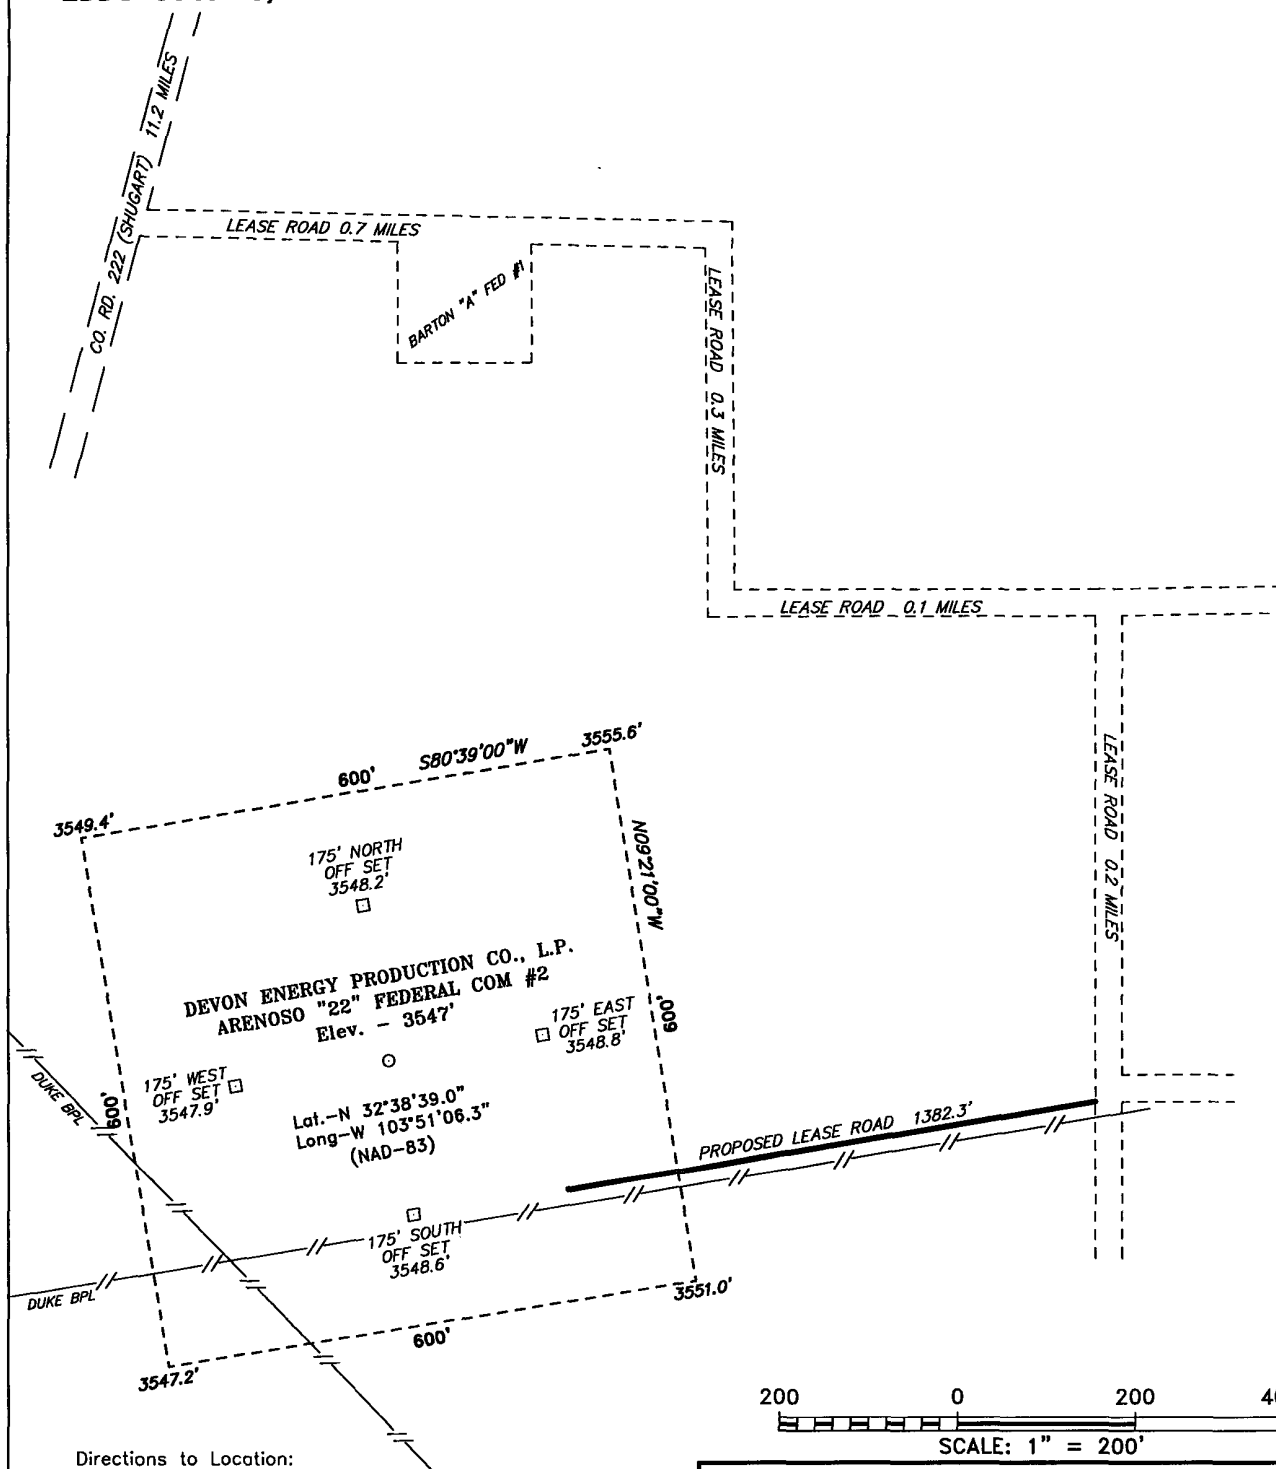 CO. RD. 222 (SHUGART) 11.2 MILES
LEASE ROAD 0.7 MILES
BARTON "A" FED #1
LEASE ROAD 0.3 MILES
LEASE ROAD 0.1 MILES
LEASE ROAD 0.2 MILES
3555.6'
S80°39'00"W
600'
3549.4'
175' NORTH
OFF SET
3548.2'
N09°21'00"W
DEVON ENERGY PRODUCTION CO., L.P.
ARENOSO "22" FEDERAL COM #2
Elev. - 3547'
175' EAST
OFF SET
3548.8'
600'
175' WEST
OFF SET
3547.9'
600'
DUKE BPL
Lat.-N 32°38'39.0"
Long-W 103°51'06.3"
(NAD-83)
PROPOSED LEASE ROAD 1382.3'
175' SOUTH
OFF SET
3548.6'
DUKE BPL
3551.0'
600'
3547.2'
200 0 200
SCALE: 1" = 200'
Directions to Location: